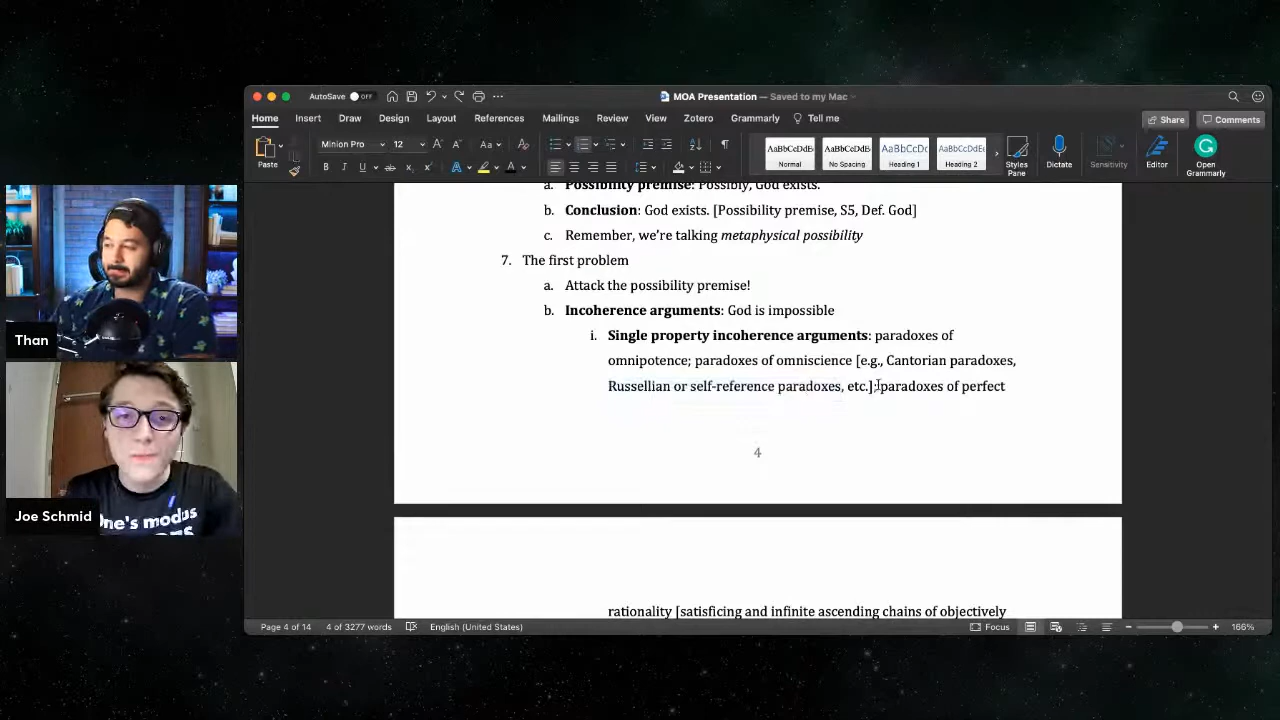 AutoSave OFF
MOA Presentation — Saved to my Mac
Home Insert Draw Design Layout References Mailings Review View Zotero Grammarly Tell me
Share Comments
Paste
Minion Pro 12
AaBbCcDdE AaBbCcDdE AaBbCcDc AaBbCcDdE
Normal No Spacing Heading 1 Heading 2
Styles Pane
Dictate
Sensitivity
Editor
Open Grammarly
a. Possibility premise: Possibly, God exists.
b. Conclusion: God exists. [Possibility premise, S5, Def. God]
c. Remember, we're talking metaphysical possibility
7. The first problem
a. Attack the possibility premise!
b. Incoherence arguments: God is impossible
i. Single property incoherence arguments: paradoxes of
omnipotence; paradoxes of omniscience [e.g., Cantorian paradoxes,
Russellian or self-reference paradoxes, etc.]; paradoxes of perfect
4
rationality [satisficing and infinite ascending chains of objectively
Page 4 of 14 4 of 3277 words English (United States) Focus 166%
Than
One's modus
Joe Schmid